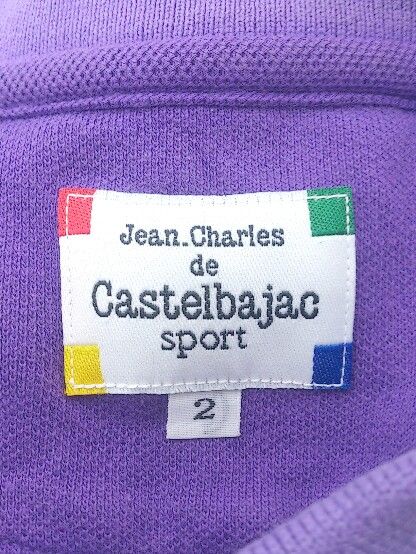 Jean-Charles
de
Castelbajac
sport
2